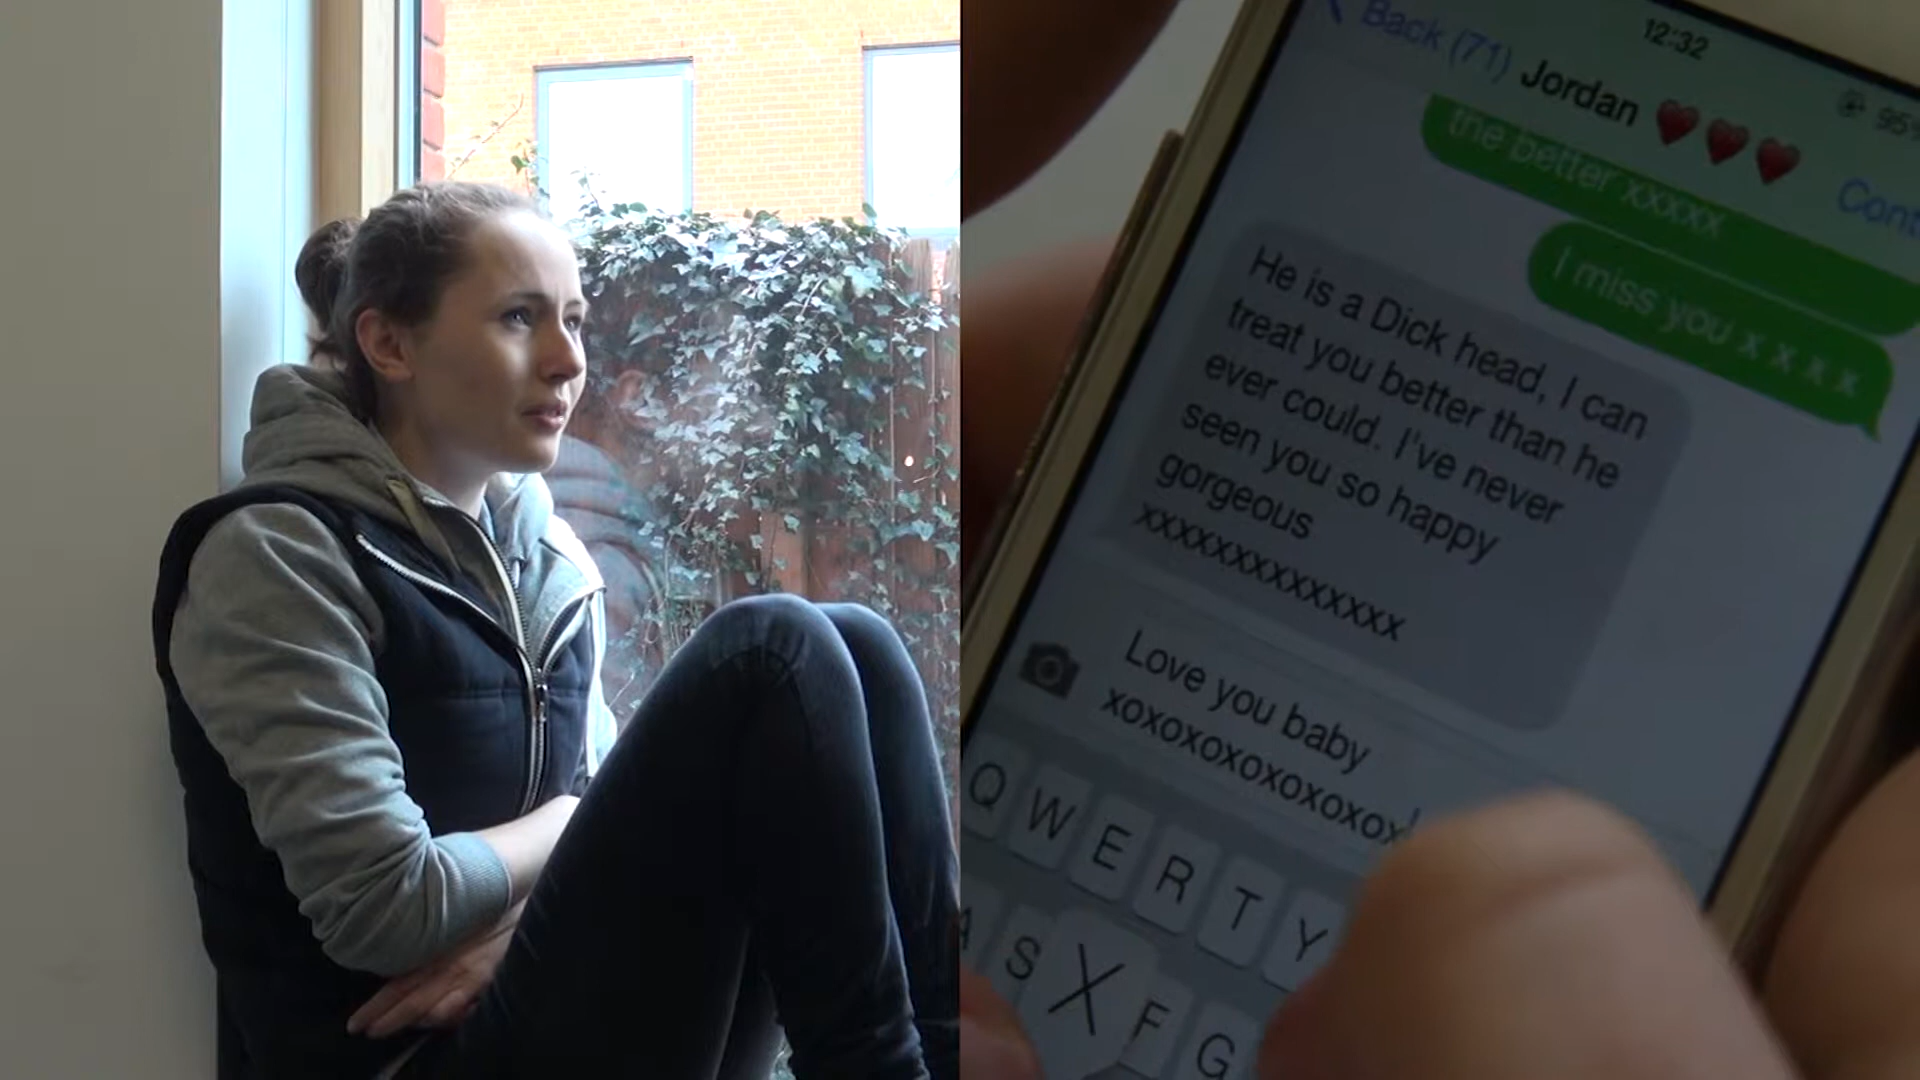 12:32
Back (71)
Jordan ❤❤❤
95%
Cont
the better xxxxx
I miss you x x x x
He is a Dick head, I can
treat you better than he
ever could. I've never
seen you so happy
gorgeous
xxxxxxxxxxxxx
Love you baby
xoxoxoxoxoxoxox
Q W E R T Y
A S X F G